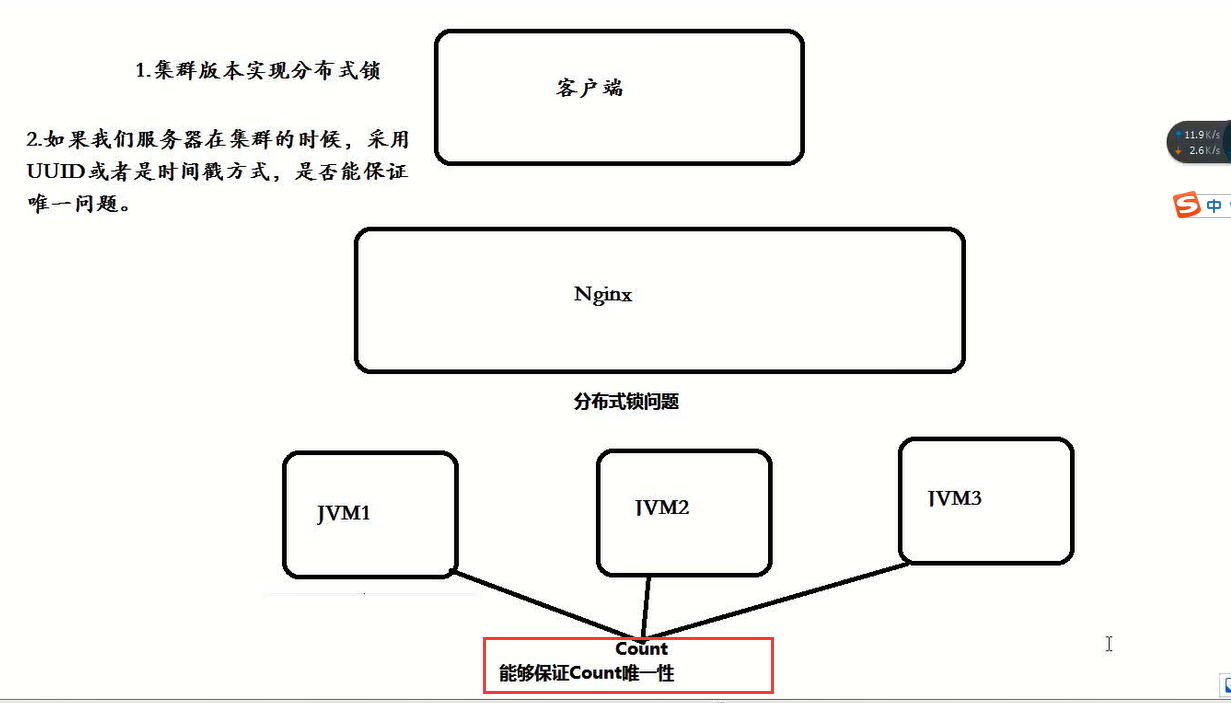 1.集群版本实现分布式锁
客户端
2.如果我们服务器在集群的时候，采用
UUID或者是时间戳方式，是否能保证
唯一问题。
11.9K/s
2.6K/s
中
Nginx
分布式锁问题
JVM1
JVM2
JVM3
Count
能够保证Count唯一性